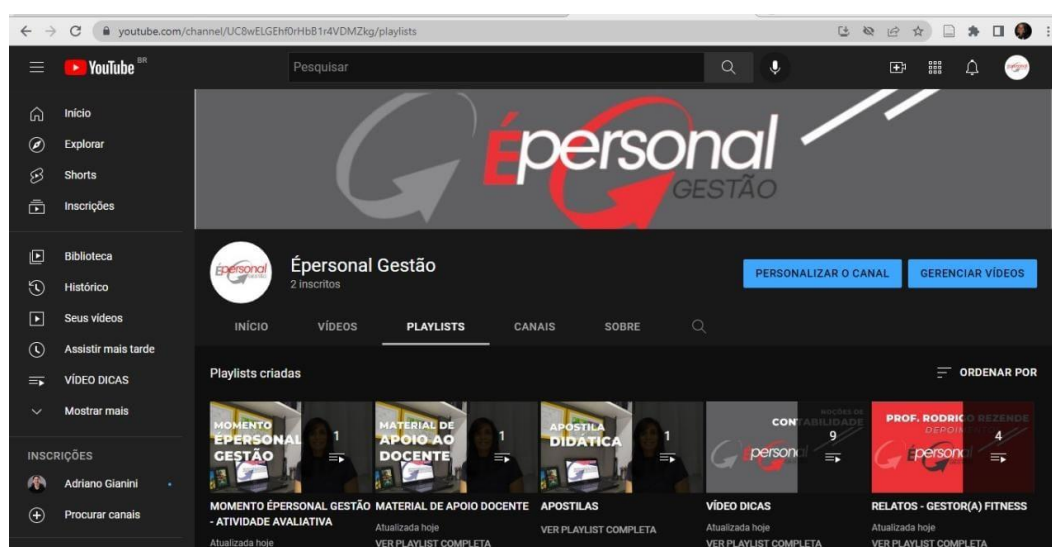 youtube.com/channel/UC8wELGEhf0rHbB1r4VDMZkg/playlists
YouTube BR
Pesquisar
Início
Explorar
Shorts
Inscrições
Biblioteca
Histórico
Seus vídeos
Assistir mais tarde
VÍDEO DICAS
Mostrar mais
INSCRIÇÕES
Adriano Gianini
Procurar canais
Épersonal
GESTÃO
Épersonal
Épersonal Gestão
2 inscritos
PERSONALIZAR O CANAL
GERENCIAR VÍDEOS
INÍCIO VÍDEOS PLAYLISTS CANAIS SOBRE
Playlists criadas
ORDENAR POR
MOMENTO
ÉPERSONAL
GESTÃO
1
MOMENTO ÉPERSONAL GESTÃO
- ATIVIDADE AVALIATIVA
Atualizada hoje
MATERIAL DE
APOIO AO
DOCENTE
1
MATERIAL DE APOIO DOCENTE
Atualizada hoje
VER PLAYLIST COMPLETA
APOSTILA
DIDÁTICA
1
APOSTILAS
VER PLAYLIST COMPLETA
NOÇÕES DE
CONTABILIDADE
Épersonal
9
VÍDEO DICAS
Atualizada hoje
VER PLAYLIST COMPLETA
PROF. RODRIGO REZENDE
DEPOIMENTO
Épersonal
4
RELATOS - GESTOR(A) FITNESS
Atualizada hoje
VER PLAYLIST COMPLETA